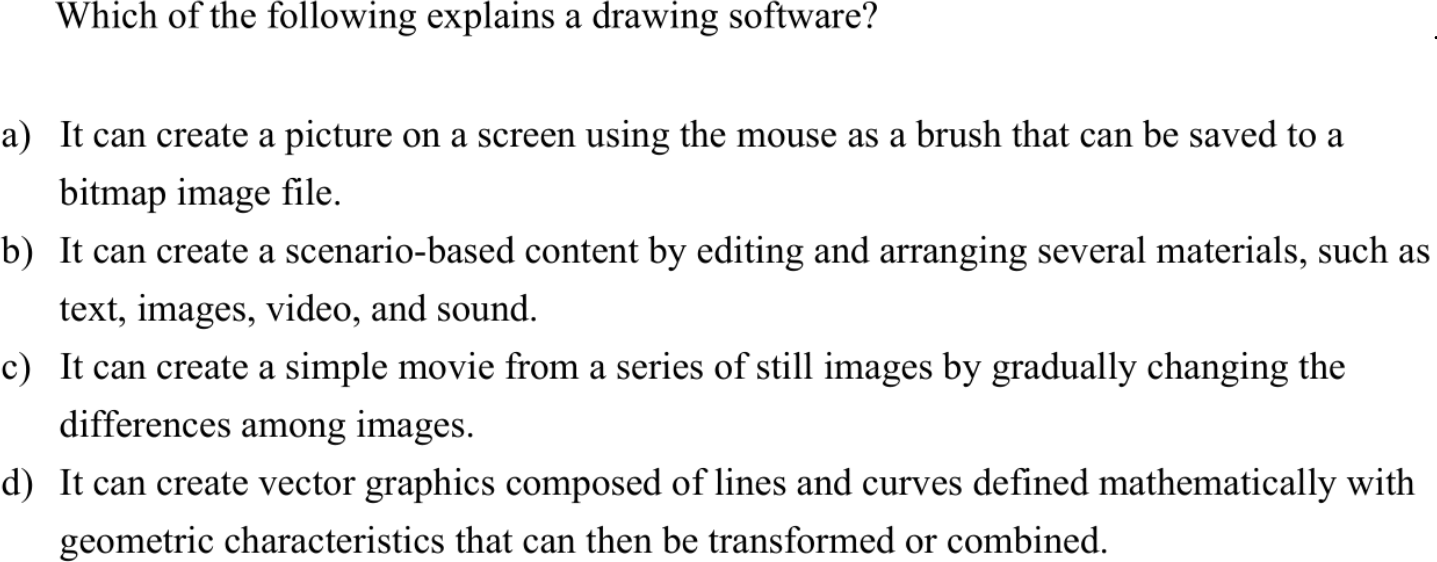 Which of the following explains a drawing software?
a) It can create a picture on a screen using the mouse as a brush that can be saved to a
bitmap image file.
b) It can create a scenario-based content by editing and arranging several materials, such as
text, images, video, and sound.
c) It can create a simple movie from a series of still images by gradually changing the
differences among images.
d) It can create vector graphics composed of lines and curves defined mathematically with
geometric characteristics that can then be transformed or combined.